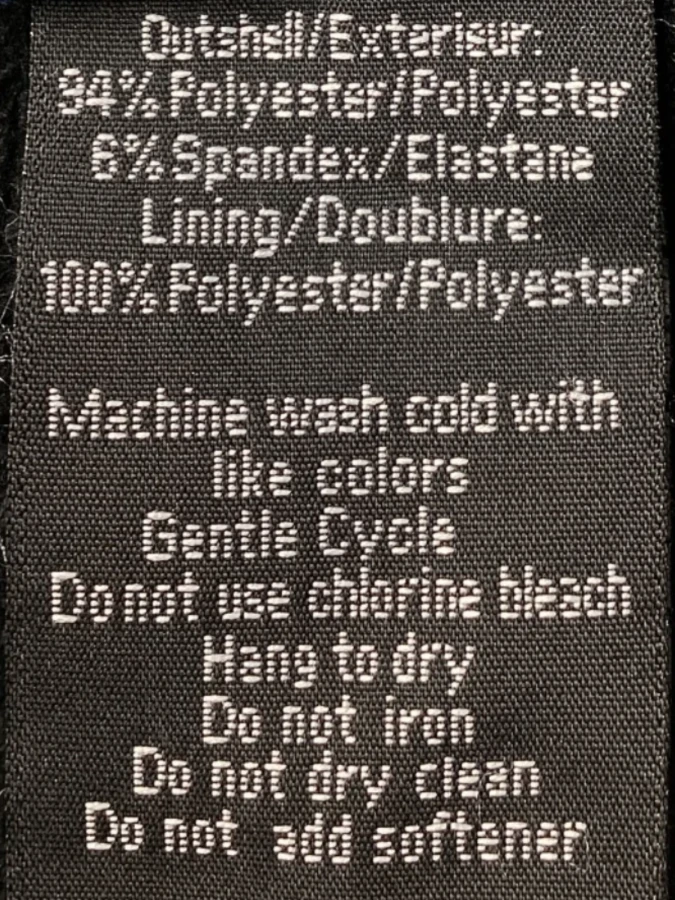 Outshell/Exterieur:
94% Polyester/Polyester
6% Spandex/Elastane
Lining/Doublure:
100% Polyester/Polyester
Machine wash cold with
like colors
Gentle Cycle
Do not use chlorine bleach
Hang to dry
Do not iron
Do not dry clean
Do not add softener